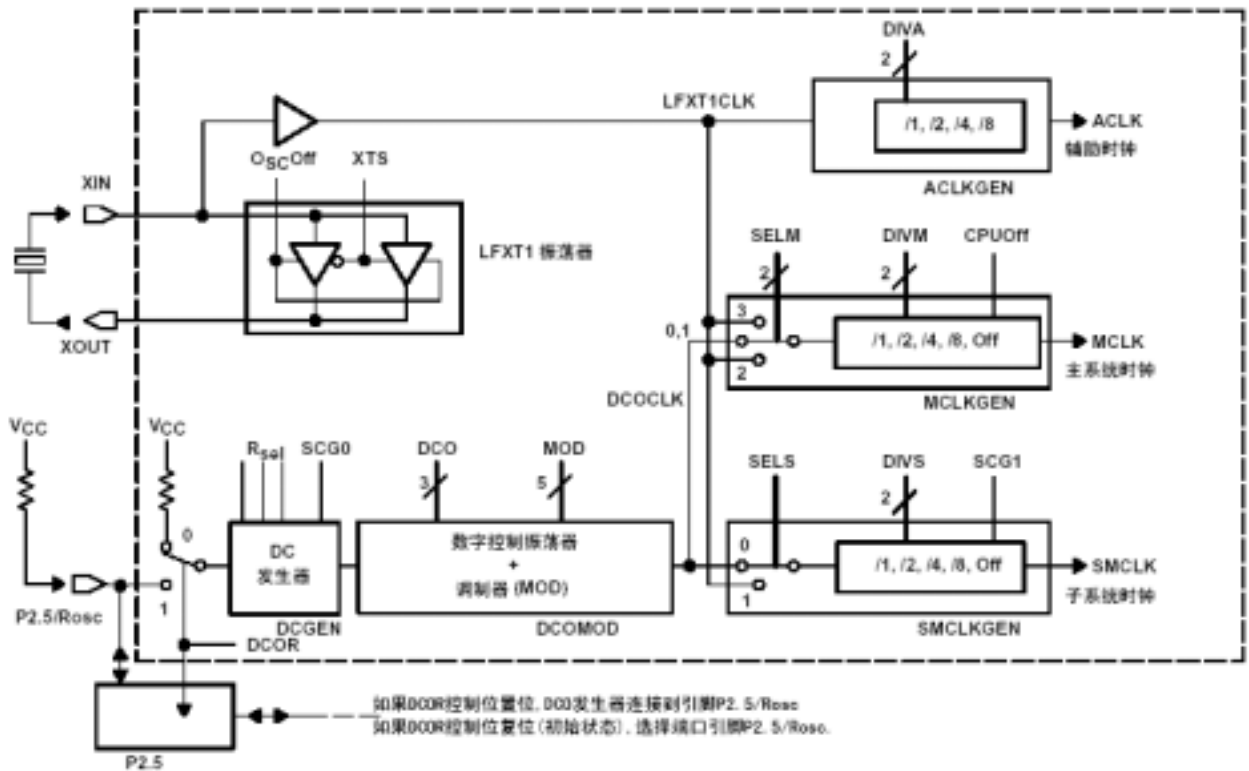 DIVA
2
LFXT1CLK
/1, /2, /4, /8
ACLK
辅助时钟
ACLKGEN
OSCOff
XTS
XIN
LFXT1 振荡器
XOUT
SELM
DIVM
CPUOff
2
2
3
0,1
2
/1, /2, /4, /8, Off
MCLK
主系统时钟
MCLKGEN
DCOCLK
VCC
VCC
Rsel
SCG0
DCO
MOD
3
5
SELS
DIVS
SCG1
2
0
DC
发生器
数字控制振荡器
+
调制器 (MOD)
0
/1, /2, /4, /8, Off
SMCLK
子系统时钟
1
1
P2.5/Rosc
DCGEN
DCOMOD
SMCLKGEN
DCOR
如果DCOR控制位置位,DCO发生器连接到引脚P2.5/Rosc
如果DCOR控制位复位(初始状态),选择端口引脚P2.5/Rosc.
P2.5